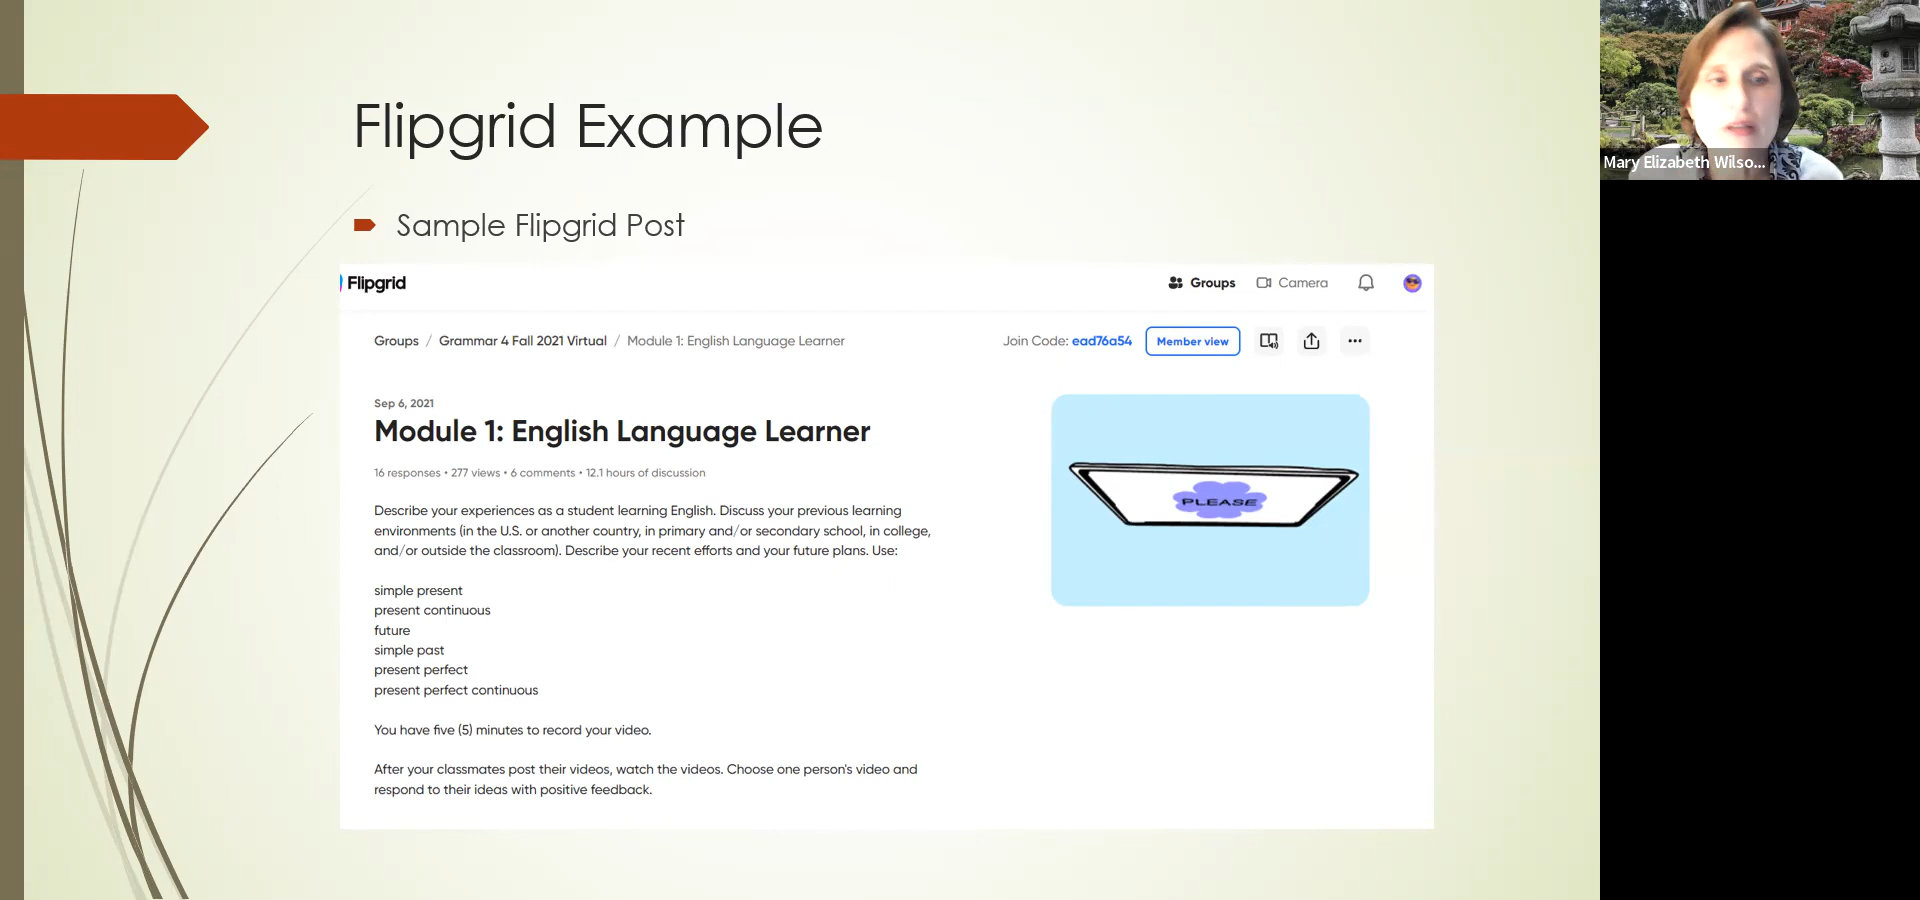 Flipgrid Example
Sample Flipgrid Post
Flipgrid
Groups
Camera
Groups / Grammar 4 Fall 2021 Virtual / Module 1: English Language Learner
Join Code: ead76a54
Member view
Sep 6, 2021
Module 1: English Language Learner
16 responses • 277 views • 6 comments • 12.1 hours of discussion
Describe your experiences as a student learning English. Discuss your previous learning
environments (in the U.S. or another country, in primary and/or secondary school, in college,
and/or outside the classroom). Describe your recent efforts and your future plans. Use:
simple present
present continuous
future
simple past
present perfect
present perfect continuous
You have five (5) minutes to record your video.
After your classmates post their videos, watch the videos. Choose one person's video and
respond to their ideas with positive feedback.
PLEASE
Mary Elizabeth Wilso...